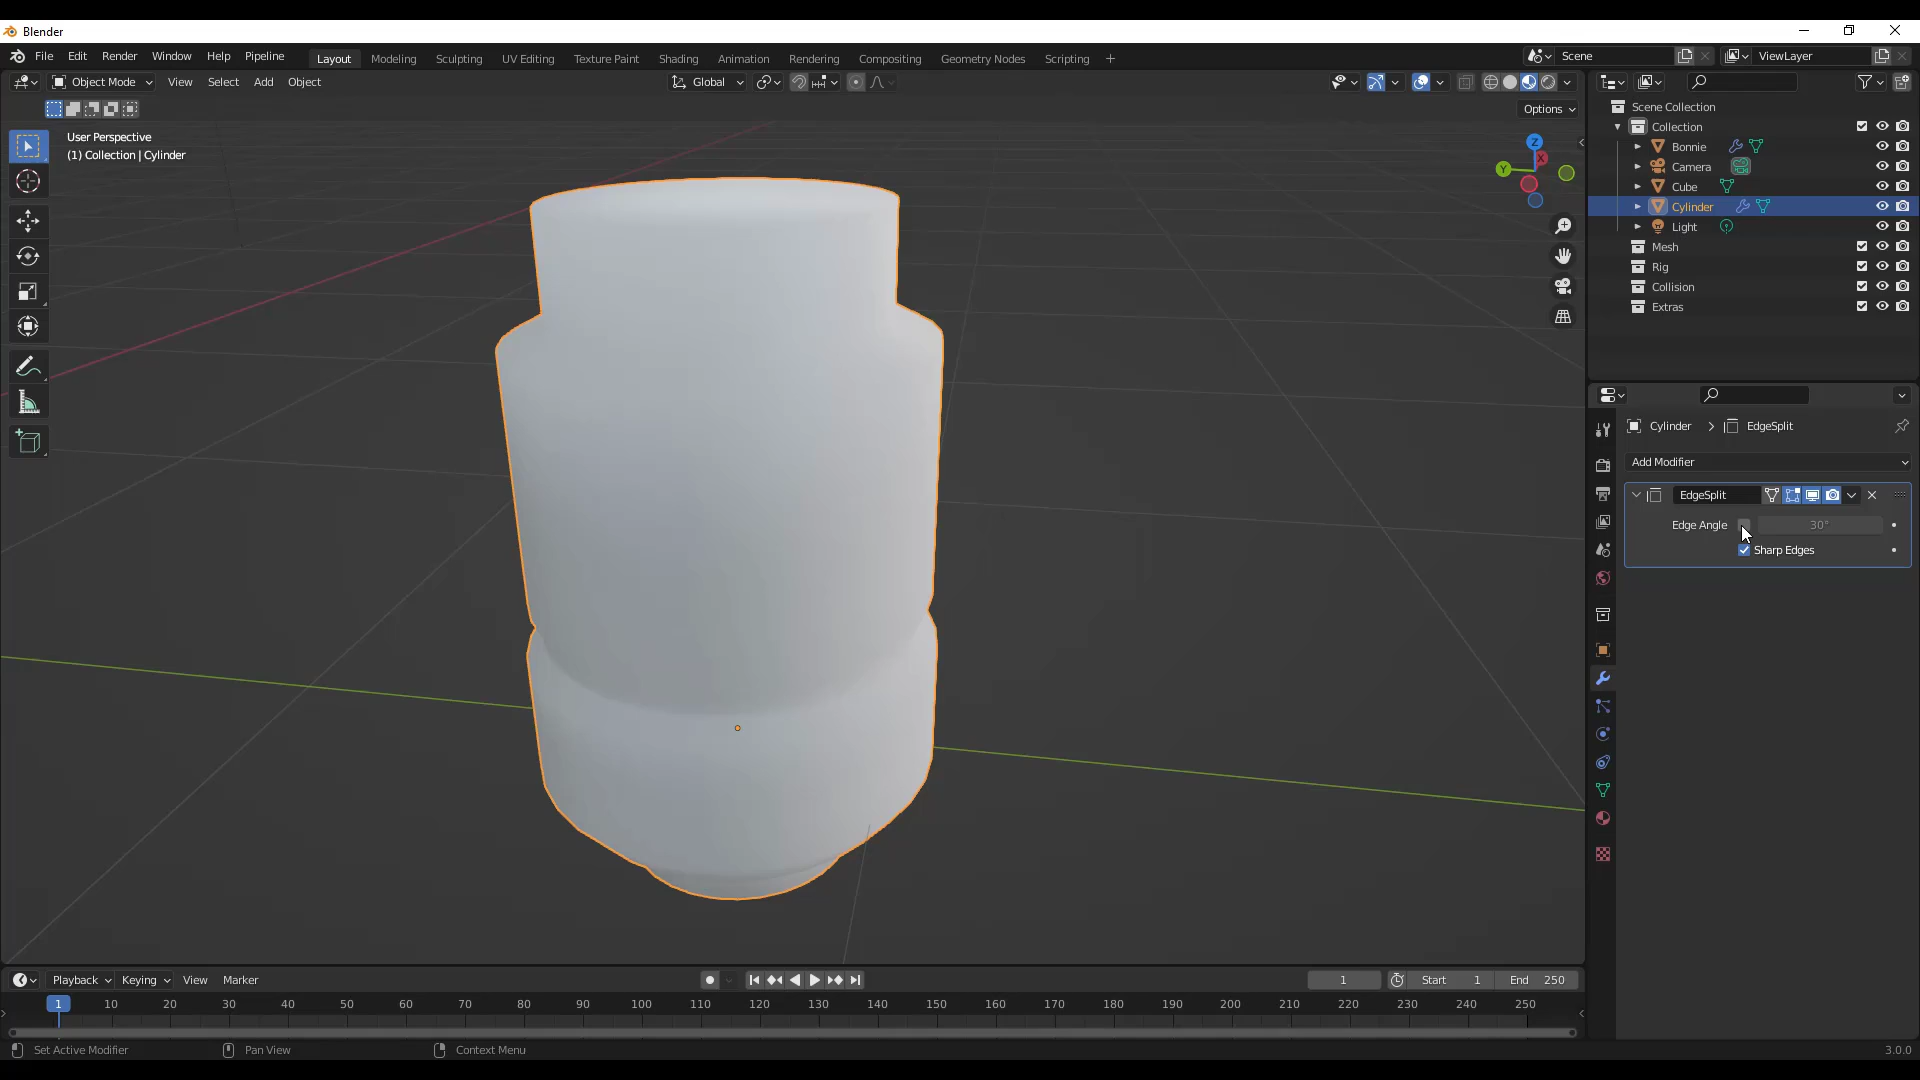 Blender
File Edit Render Window Help Pipeline Layout Modeling Sculpting UV Editing Texture Paint Shading Animation Rendering Compositing Geometry Nodes Scripting + Scene ViewLayer
Object Mode View Select Add Object Global
Options
User Perspective
(1) Collection | Cylinder
Z
X
Y
Scene Collection
Collection
Bonnie
Camera
Cube
Cylinder
Light
Mesh
Rig
Collision
Extras
Cylinder > EdgeSplit
Add Modifier
EdgeSplit
Edge Angle 30°
Sharp Edges
Playback Keying View Marker 1 Start 1 End 250
1 10 20 30 40 50 60 70 80 90 100 110 120 130 140 150 160 170 180 190 200 210 220 230 240 250
Set Active Modifier Pan View Context Menu 3.0.0